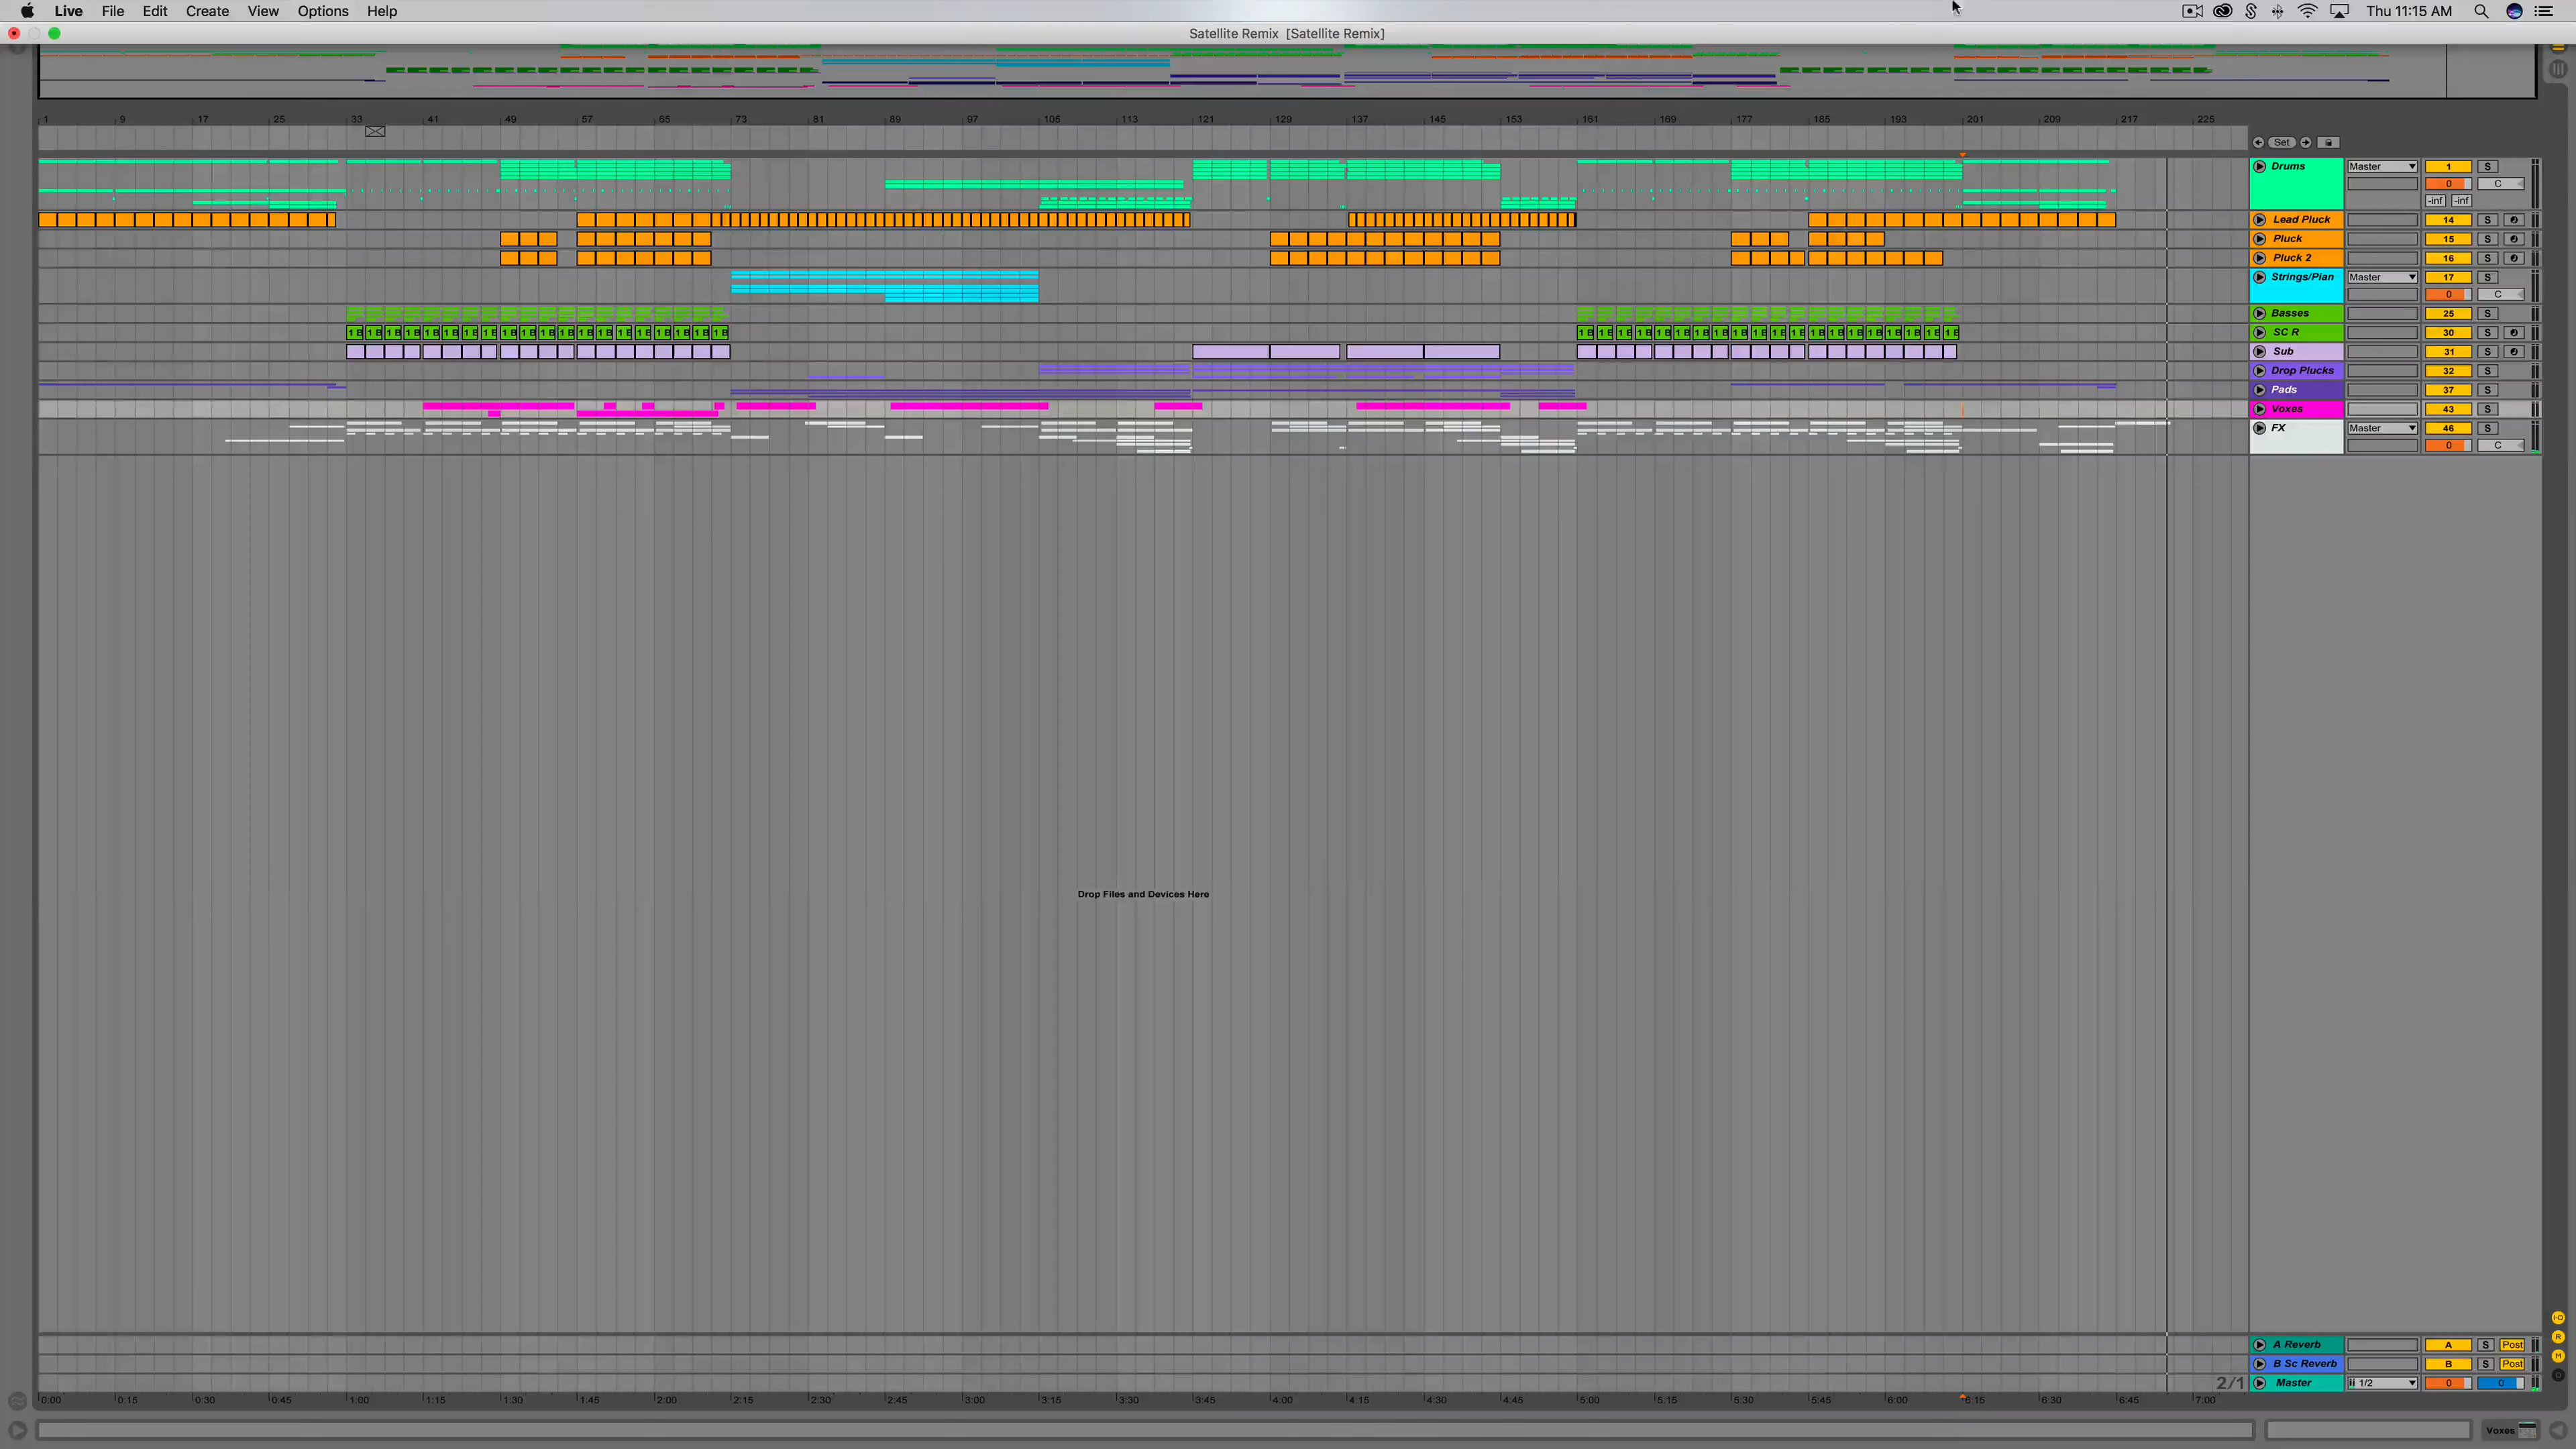 Live File Edit Create View Options Help Thu 11:15 AM
Satellite Remix [Satellite Remix]
1 9 17 25 33 41 49 57 65 73 81 89 97 105 113 121 129 137 145 153 161 169 177 185 193 201 209 217 225
Set
Drums Master 1 S
0 C
-inf -inf
Lead Pluck 14 S
Pluck 15 S
Pluck 2 16 S
Strings/Pian Master 17 S
0 C
Basses 25 S
SC R 30 S
Sub 31 S
Drop Plucks 32 S
Pads 37 S
Voxes 43 S
FX Master 46 S
0 C
Drop Files and Devices Here
A Reverb A S Post
B Sc Reverb B S Post
2/1 Master 1/2 0 0
0:00 0:15 0:30 0:45 1:00 1:15 1:30 1:45 2:00 2:15 2:30 2:45 3:00 3:15 3:30 3:45 4:00 4:15 4:30 4:45 5:00 5:15 5:30 5:45 6:00 6:15 6:30 6:45 7:00
Voxes